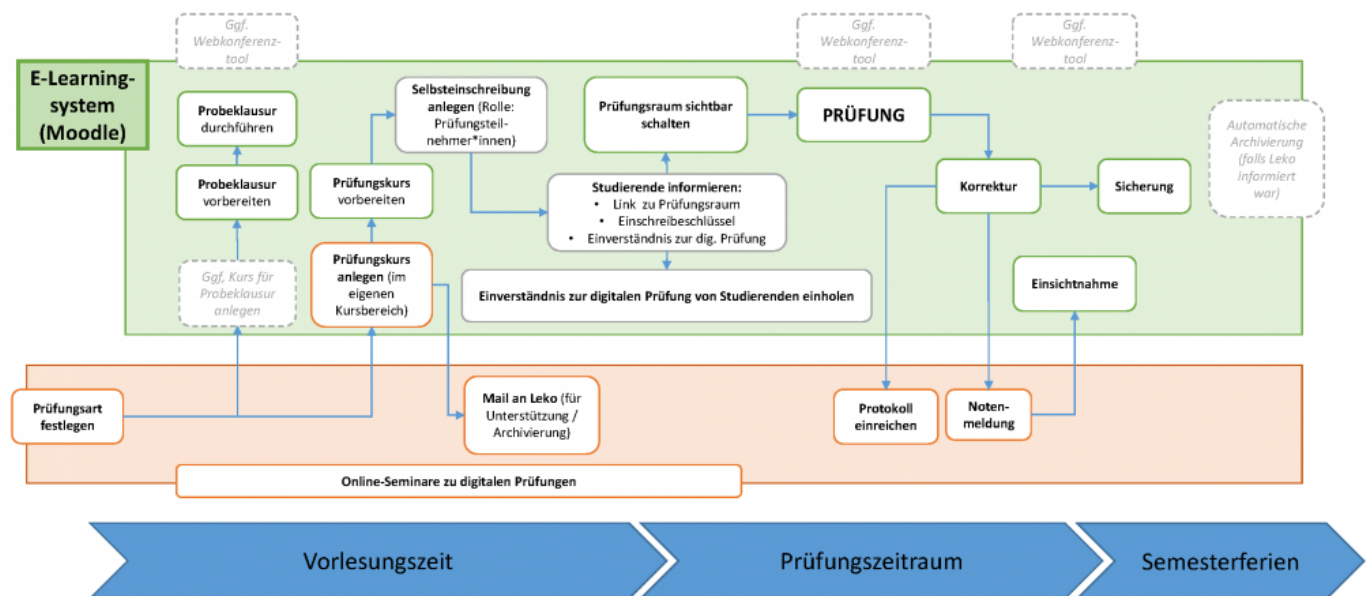 Ggf.
Webkonferenz-
tool
Ggf.
Webkonferenz-
tool
Ggf.
Webkonferenz-
tool
E-Learning-
system
(Moodle)
Probeklausur
durchführen
Probeklausur
vorbereiten
Ggf, Kurs für
Probeklausur
anlegen
Prüfungskurs
vorbereiten
Prüfungskurs
anlegen (im
eigenen
Kursbereich)
Selbsteinschreibung
anlegen (Rolle:
Prüfungsteil-
nehmer*innen)
Prüfungsraum sichtbar
schalten
Studierende informieren:
• Link zu Prüfungsraum
• Einschreibeschlüssel
• Einverständnis zur dig. Prüfung
Einverständnis zur digitalen Prüfung von Studierenden einholen
PRÜFUNG
Korrektur
Sicherung
Einsichtnahme
Automatische
Archivierung
(falls Leko
informiert
war)
Prüfungsart
festlegen
Mail an Leko (für
Unterstützung /
Archivierung)
Protokoll
einreichen
Noten-
meldung
Online-Seminare zu digitalen Prüfungen
Vorlesungszeit
Prüfungszeitraum
Semesterferien